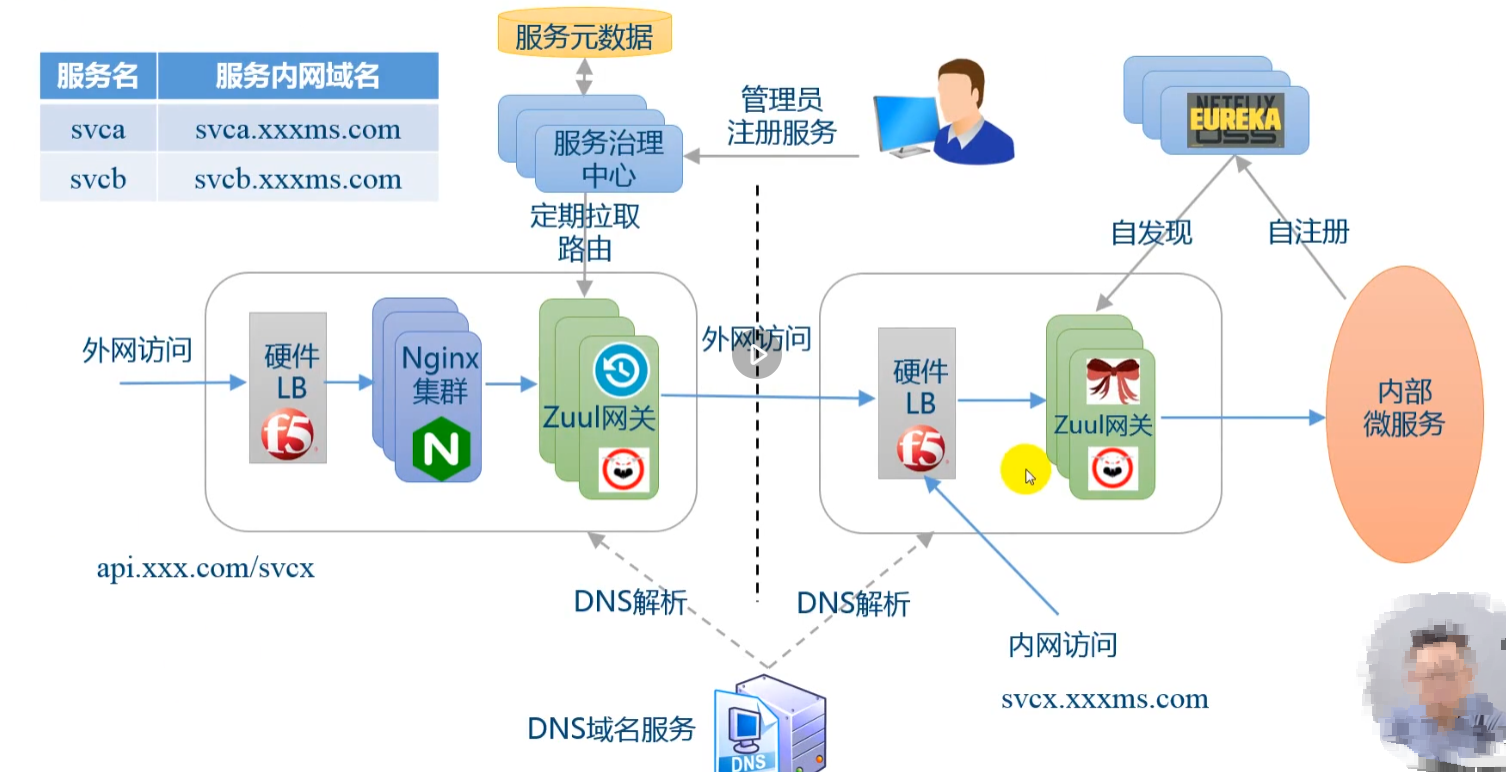 服务元数据
服务名
服务内网域名
svca
svca.xxxms.com
svcb
svcb.xxxms.com
管理员
注册服务
NETFLIX
EUREKA
OSS
服务治理
中心
定期拉取
路由
自发现
自注册
外网访问
硬件
LB
f5
Nginx
集群
N
Zuul网关
外网访问
硬件
LB
f5
Zuul网关
内部
微服务
api.xxx.com/svcx
DNS解析
DNS解析
内网访问
svcx.xxxms.com
DNS域名服务
DNS